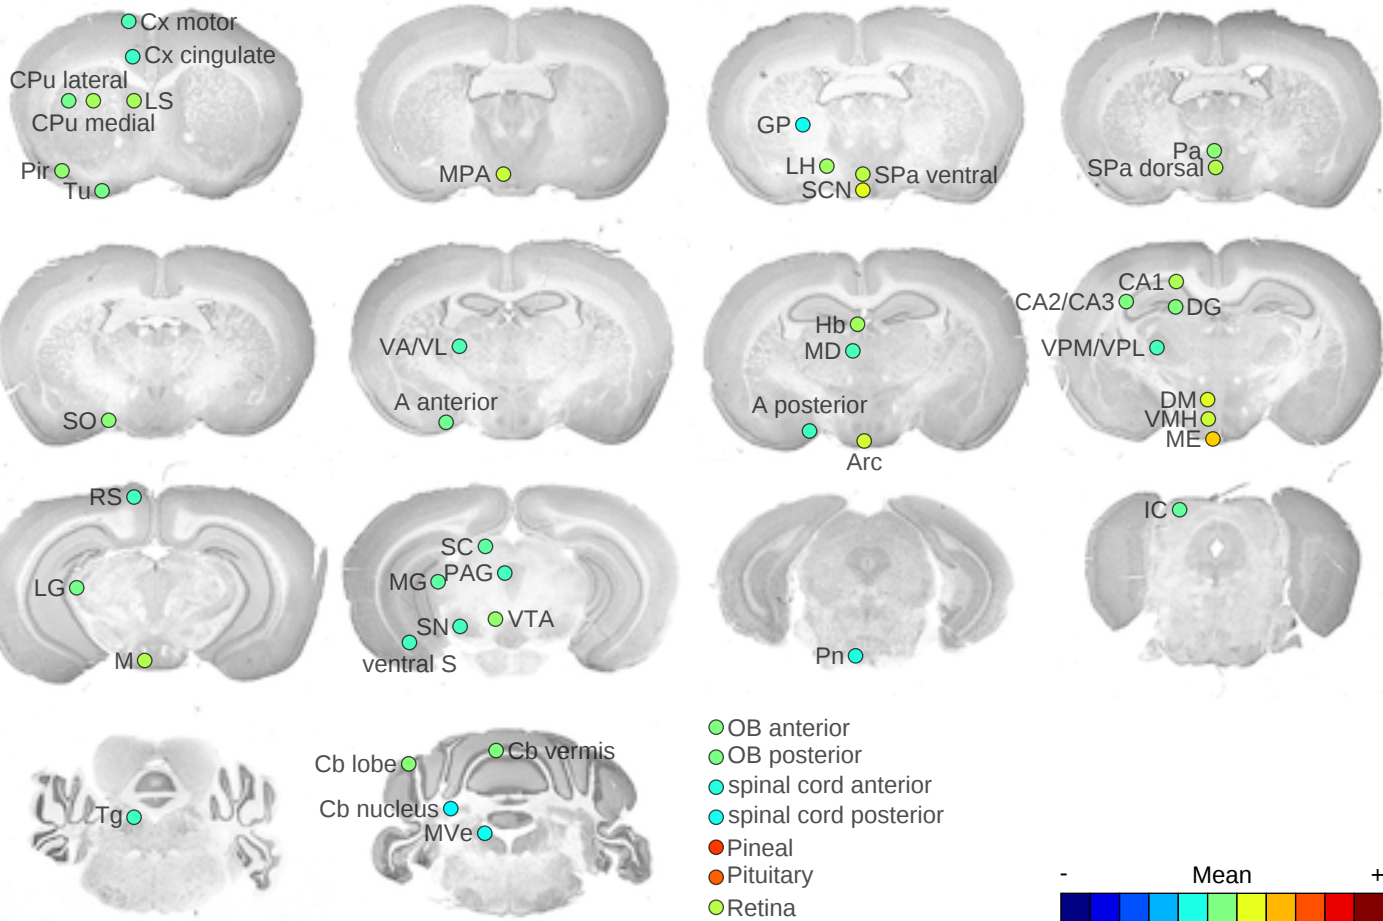 Cx motor
Cx cingulate
CPu lateral
LS
CPu medial
Pir
Tu
MPA
GP
LH
SPa ventral
SCN
Pa
SPa dorsal
SO
VA/VL
A anterior
Hb
MD
A posterior
Arc
CA1
CA2/CA3
DG
VPM/VPL
DM
VMH
ME
RS
LG
M
SC
MG
PAG
SN
VTA
ventral S
Pn
IC
Tg
Cb lobe
Cb vermis
Cb nucleus
MVe
OB anterior
OB posterior
spinal cord anterior
spinal cord posterior
Pineal
Pituitary
Retina
- Mean +